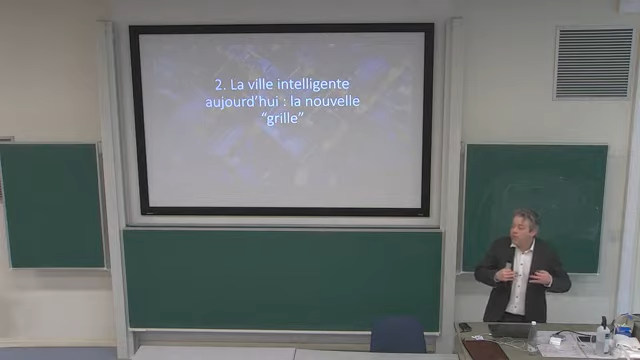 2. La ville intelligente
aujourd'hui : la nouvelle
“grille”